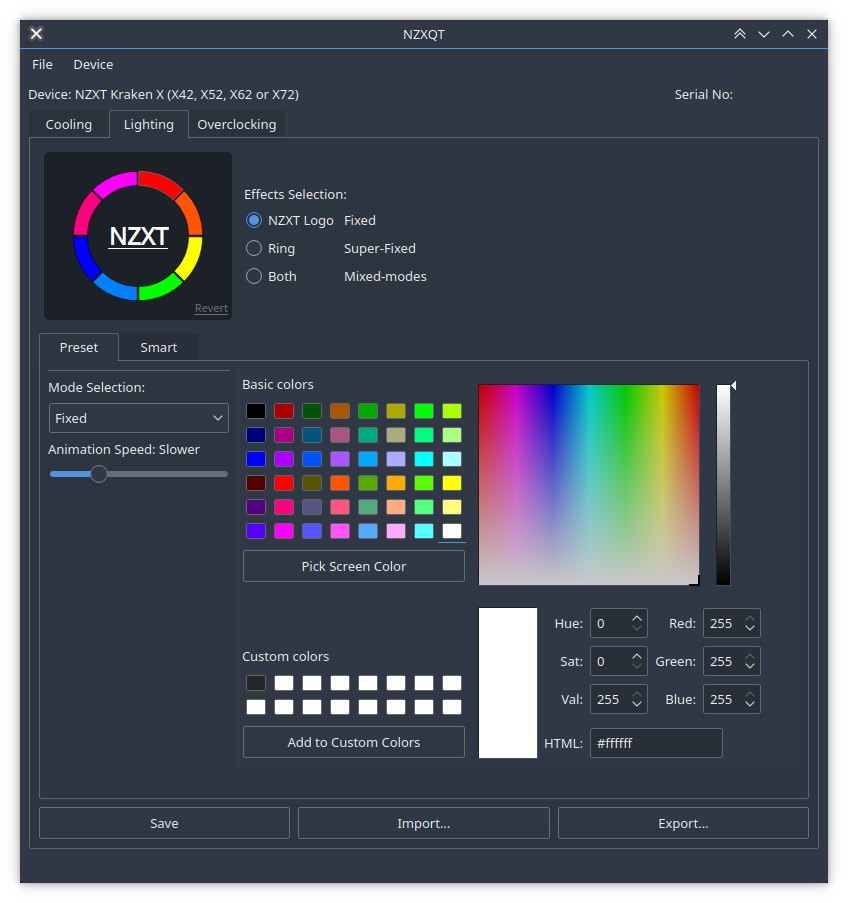 NZXQT
File Device
Device: NZXT Kraken X (X42, X52, X62 or X72) Serial No:
Cooling Lighting Overclocking
NZXT
Revert
Effects Selection:
NZXT Logo Fixed
Ring Super-Fixed
Both Mixed-modes
Preset Smart
Mode Selection:
Fixed
Animation Speed: Slower
Basic colors
Pick Screen Color
Custom colors
Add to Custom Colors
Hue: 0 Red: 255
Sat: 0 Green: 255
Val: 255 Blue: 255
HTML: #ffffff
Save Import... Export...